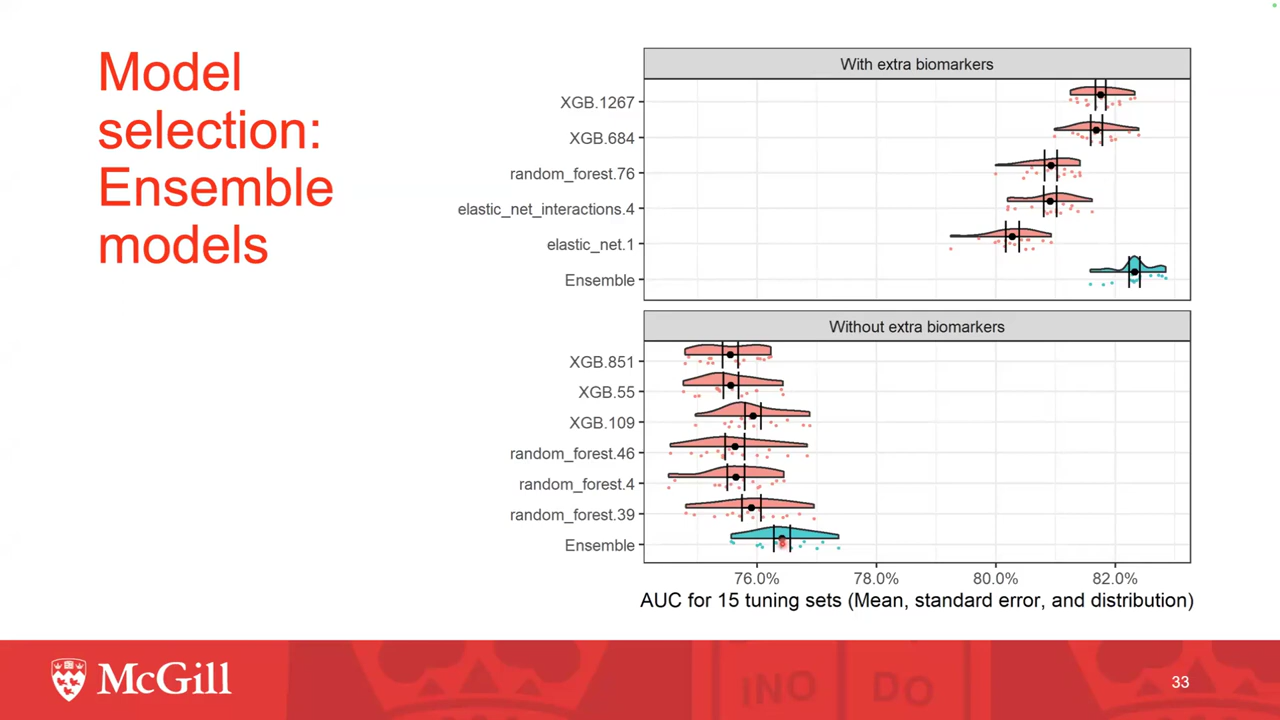 Model
selection:
Ensemble
models
With extra biomarkers
XGB.1267
XGB.684
random_forest.76
elastic_net_interactions.4
elastic_net.1
Ensemble
Without extra biomarkers
XGB.851
XGB.55
XGB.109
random_forest.46
random_forest.4
random_forest.39
Ensemble
76.0% 78.0% 80.0% 82.0%
AUC for 15 tuning sets (Mean, standard error, and distribution)
McGill
INO DO
33